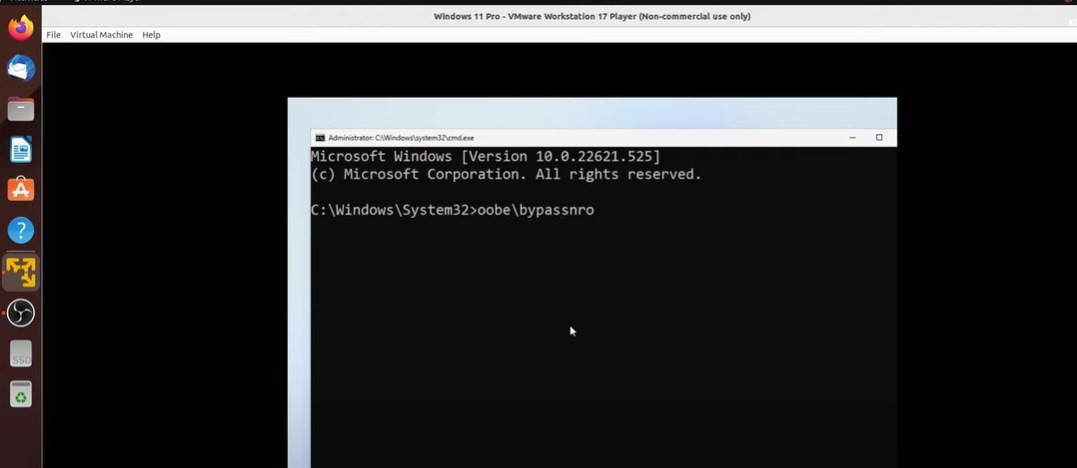 Windows 11 Pro - VMware Workstation 17 Player (Non-commercial use only)
File Virtual Machine Help
Administrator: C:\Windows\system32\cmd.exe
Microsoft Windows [Version 10.0.22621.525]
(c) Microsoft Corporation. All rights reserved.
C:\Windows\System32>oobe\bypassnro
SSD